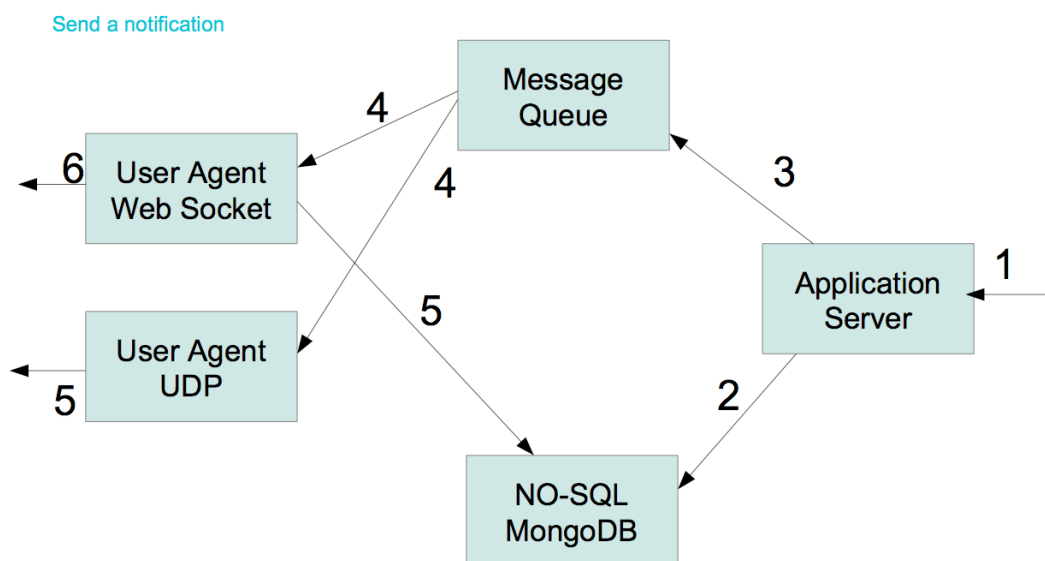 Send a notification
Message
Queue
4
6
User Agent
Web Socket
4
3
1
Application
Server
5
User Agent
UDP
5
2
NO-SQL
MongoDB